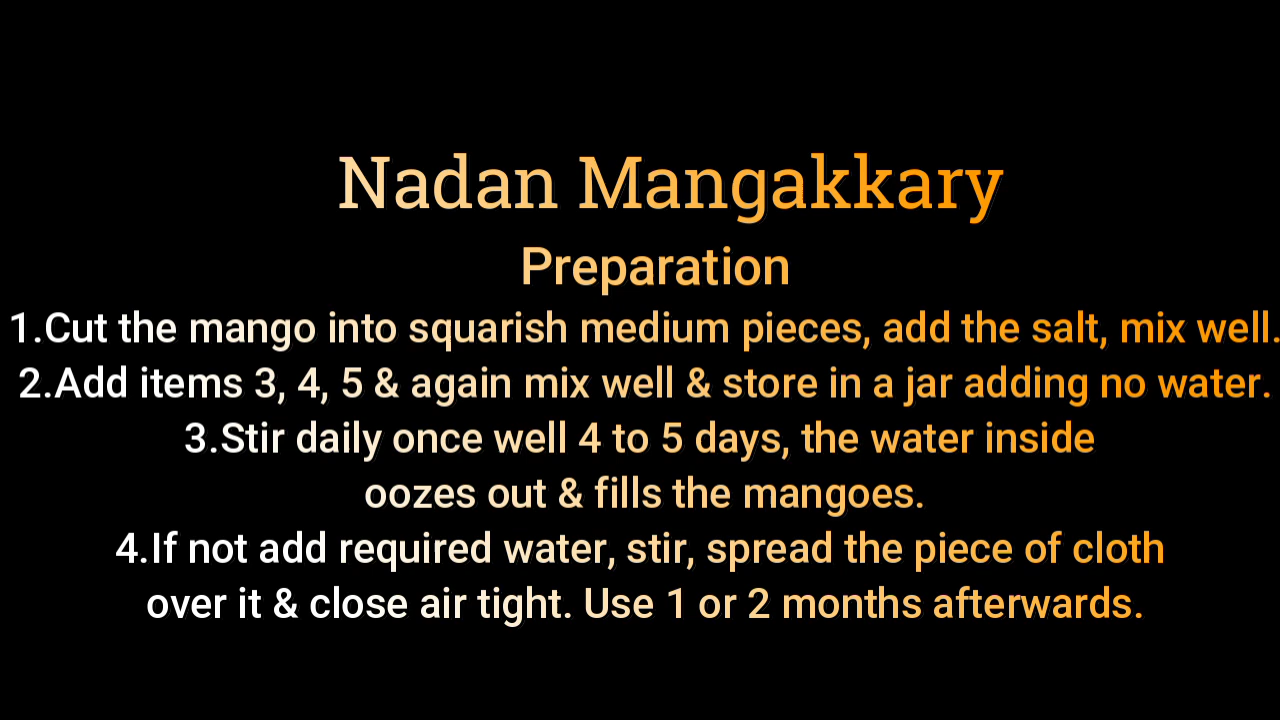 Nadan Mangakkary
Preparation
1.Cut the mango into squarish medium pieces, add the salt, mix well.
2.Add items 3, 4, 5 & again mix well & store in a jar adding no water.
3.Stir daily once well 4 to 5 days, the water inside
oozes out & fills the mangoes.
4.If not add required water, stir, spread the piece of cloth
over it & close air tight. Use 1 or 2 months afterwards.